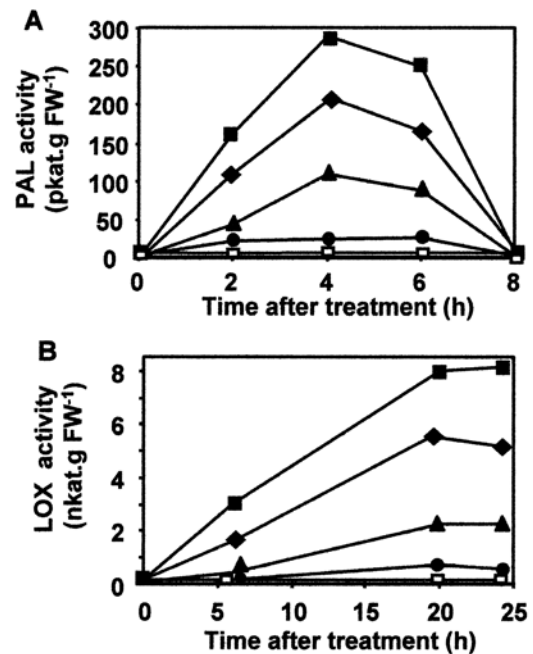 A
PAL activity
(pkat.g FW⁻¹)
300
250
200
150
100
50
0
0 2 4 6 8
Time after treatment (h)
B
LOX activity
(nkat.g FW⁻¹)
8
6
4
2
0
0 5 10 15 20 25
Time after treatment (h)